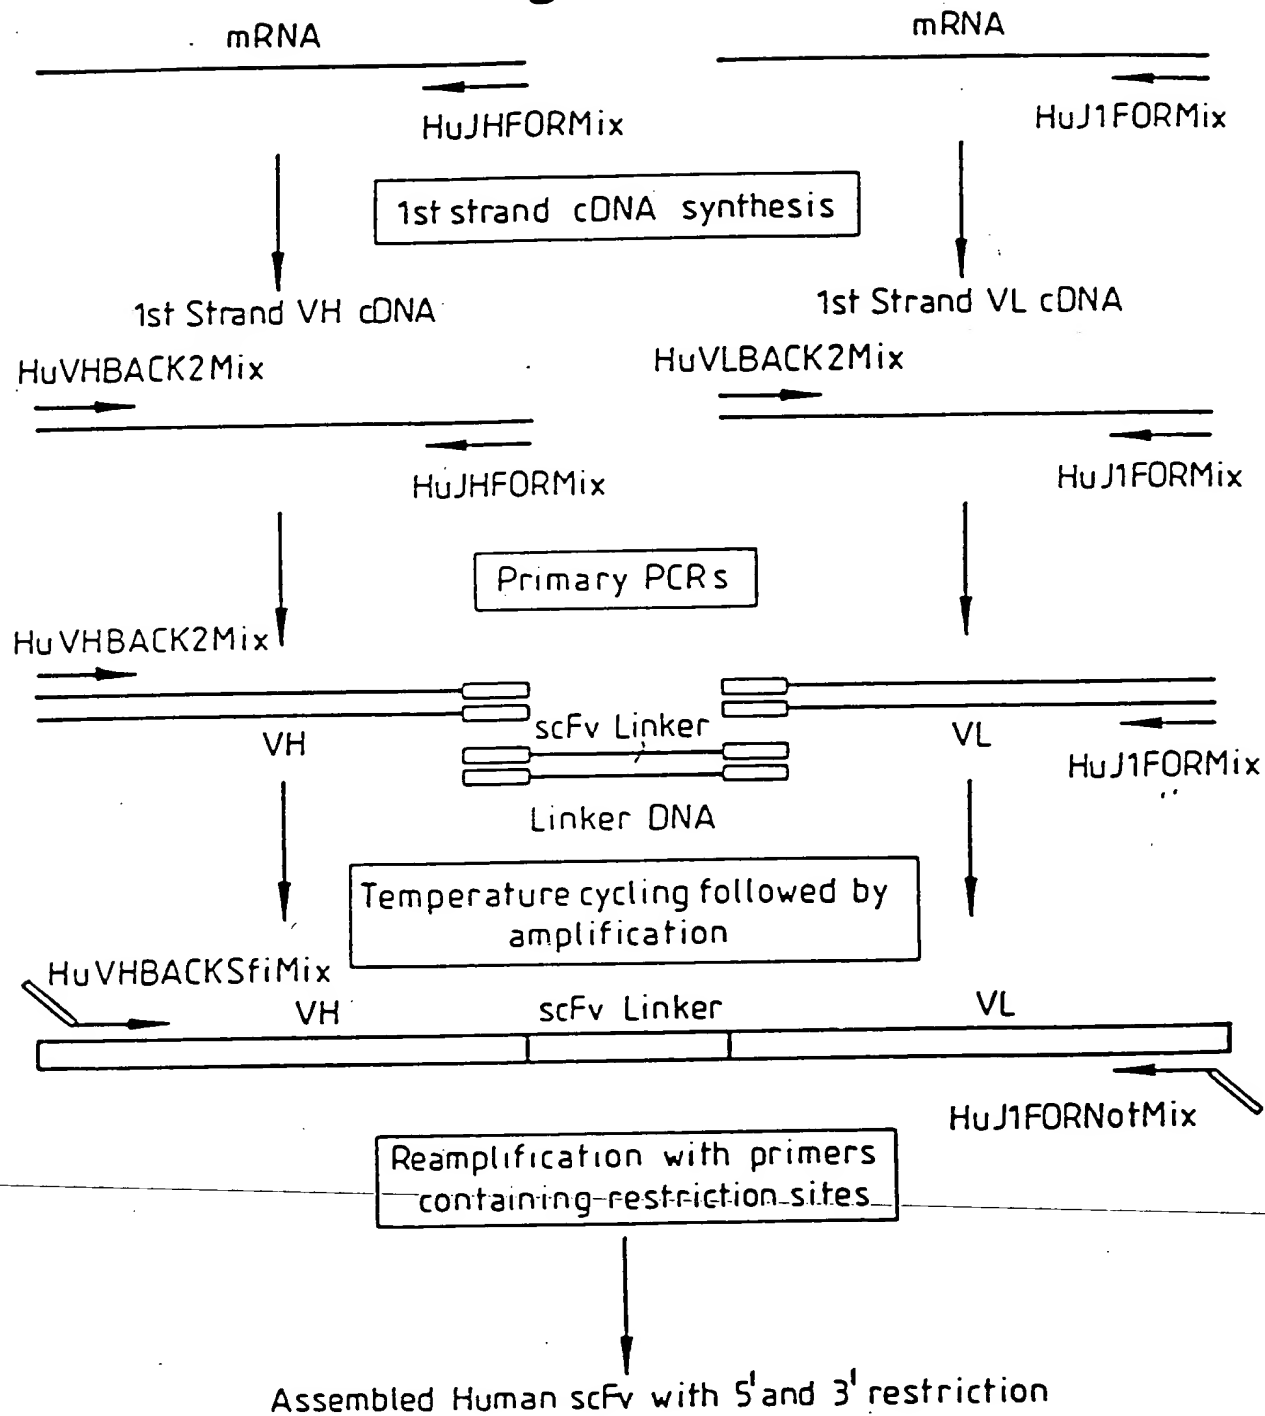 mRNA
mRNA
HuJHFORMix
HuJ1FORMix
1st strand cDNA synthesis
1st Strand VH cDNA
1st Strand VL cDNA
HuVHBACK2Mix
HuVLBACK2Mix
HuJHFORMix
HuJ1FORMix
Primary PCRs
HuVHBACK2Mix
VH
scFv Linker
VL
HuJ1FORMix
Linker DNA
Temperature cycling followed by
amplification
HuVHBACKSfiMix
VH
scFv Linker
VL
HuJ1FORNotMix
Reamplification with primers
containing restriction sites
Assembled Human scFv with 5' and 3' restriction